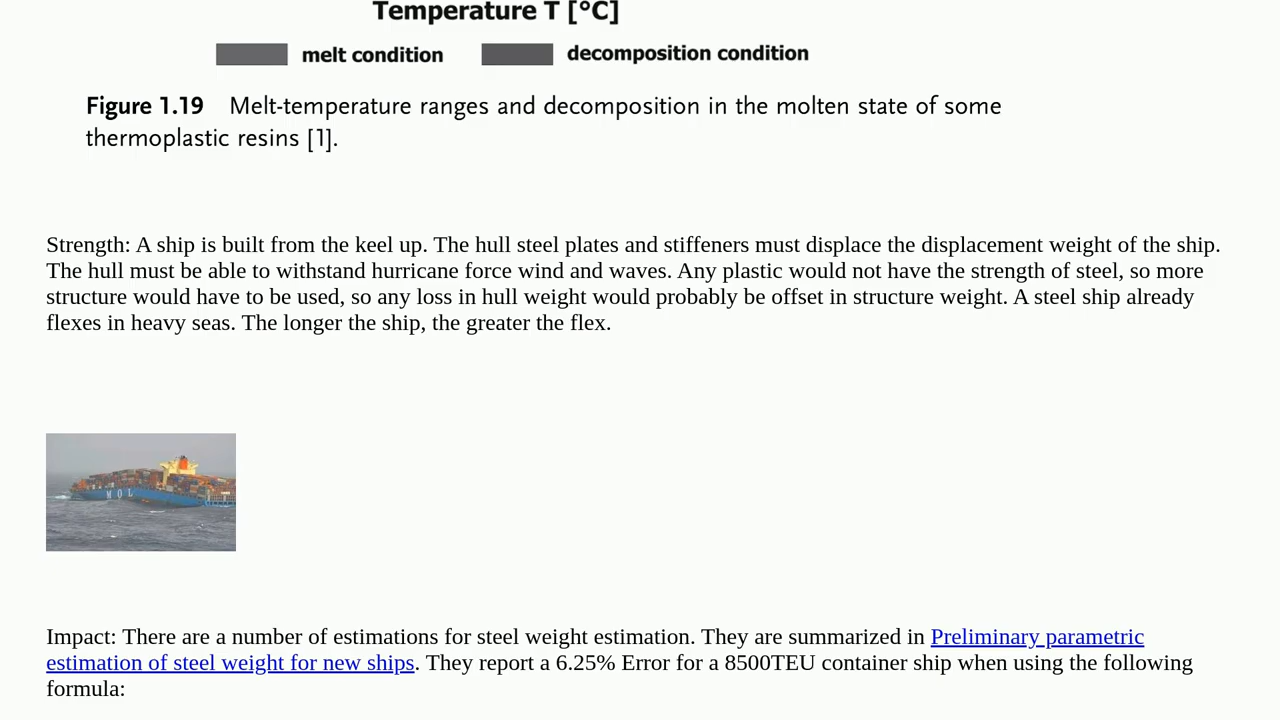 Temperature T [°C]
melt condition decomposition condition
Figure 1.19 Melt-temperature ranges and decomposition in the molten state of some
thermoplastic resins [1].
Strength: A ship is built from the keel up. The hull steel plates and stiffeners must displace the displacement weight of the ship.
The hull must be able to withstand hurricane force wind and waves. Any plastic would not have the strength of steel, so more
structure would have to be used, so any loss in hull weight would probably be offset in structure weight. A steel ship already
flexes in heavy seas. The longer the ship, the greater the flex.
MOL
Impact: There are a number of estimations for steel weight estimation. They are summarized in Preliminary parametric
estimation of steel weight for new ships. They report a 6.25% Error for a 8500TEU container ship when using the following
formula: